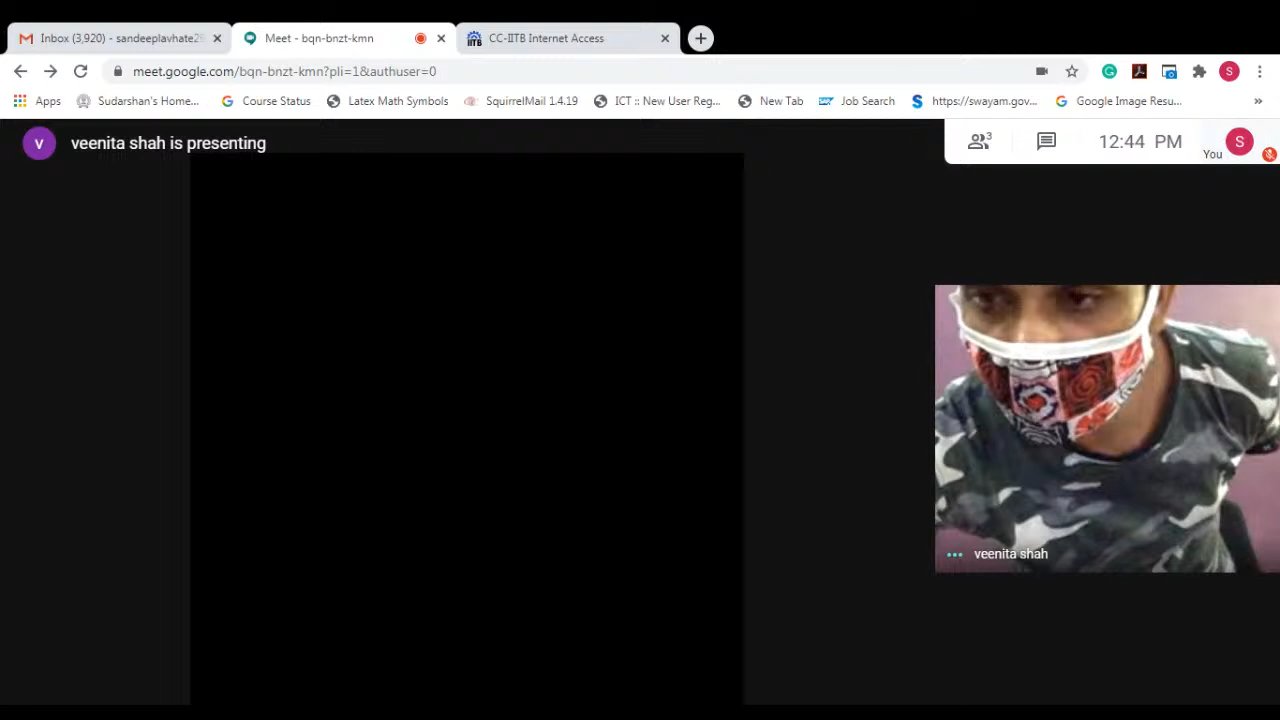 Inbox (3,920) - sandeeplavhate29
Meet - bqn-bnzt-kmn
IITB
CC-IITB Internet Access
meet.google.com/bqn-bnzt-kmn?pli=1&authuser=0
S
Apps
Sudarshan's Home...
Course Status
Latex Math Symbols
SquirrelMail 1.4.19
ICT :: New User Reg...
New Tab
Job Search
https://swayam.gov...
Google Image Resu...
»
V
veenita shah is presenting
3
12:44 PM
You
S
veenita shah